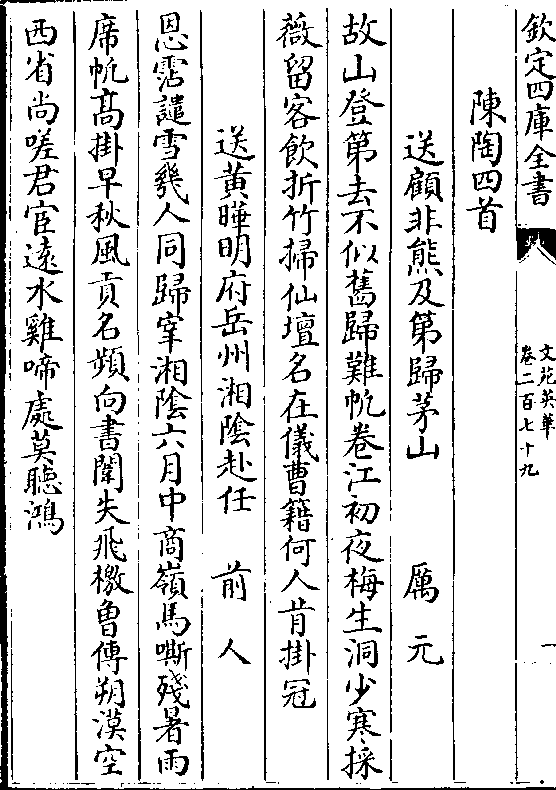 欽定四庫全書
文苑英華
卷二百七十九
一
陳陶四首
送顧非熊及第歸茅山　厲元
故山登第去不似舊歸難帆卷江初夜梅生洞少寒採
薇留客飲折竹掃仙壇名在儀曹籍何人肯掛冠
送黃曄明府岳州湘陰赴任　前人
恩霑譴雪幾人同歸宰湘陰六月中商嶺馬嘶殘暑雨
席帆高掛早秋風貢名頻向書闈失飛檄曽傳朔漠空
西省尚嗟君宦遠水雞啼處莫聽鴻